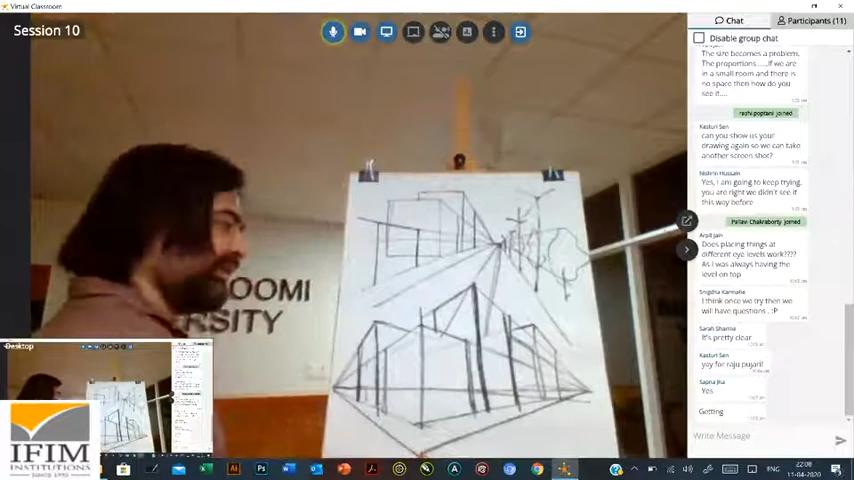 Virtual Classroom
Session 10
Chat
Participants (11)
Disable group chat
The size becomes a problem.
The proportions .....If we are
in a small room and there is
no space then how do you
see it....
reshi poptani joined
Kasturi Sen
can you show us your
drawing again so we can take
another screen shot?
Nishrin Hussain
Yes, I am going to keep trying.
you are right we didn't see it
this way before
Pallavi Chakraborty joined
Arpit Jain
Does placing things at
different eye levels work????
As I was always having the
level on top
Snigdha Karmafie
I think once we try then we
will have questions . :P
Sarah Sharma
It's pretty clear
Kasturi Sen
yay for raju pujari!
Sapna Jha
Yes
Getting
OOMI
RSITY
Desktop
IFIM
INSTITUTIONS
Write Message
ENG
22:08
11-04-2020